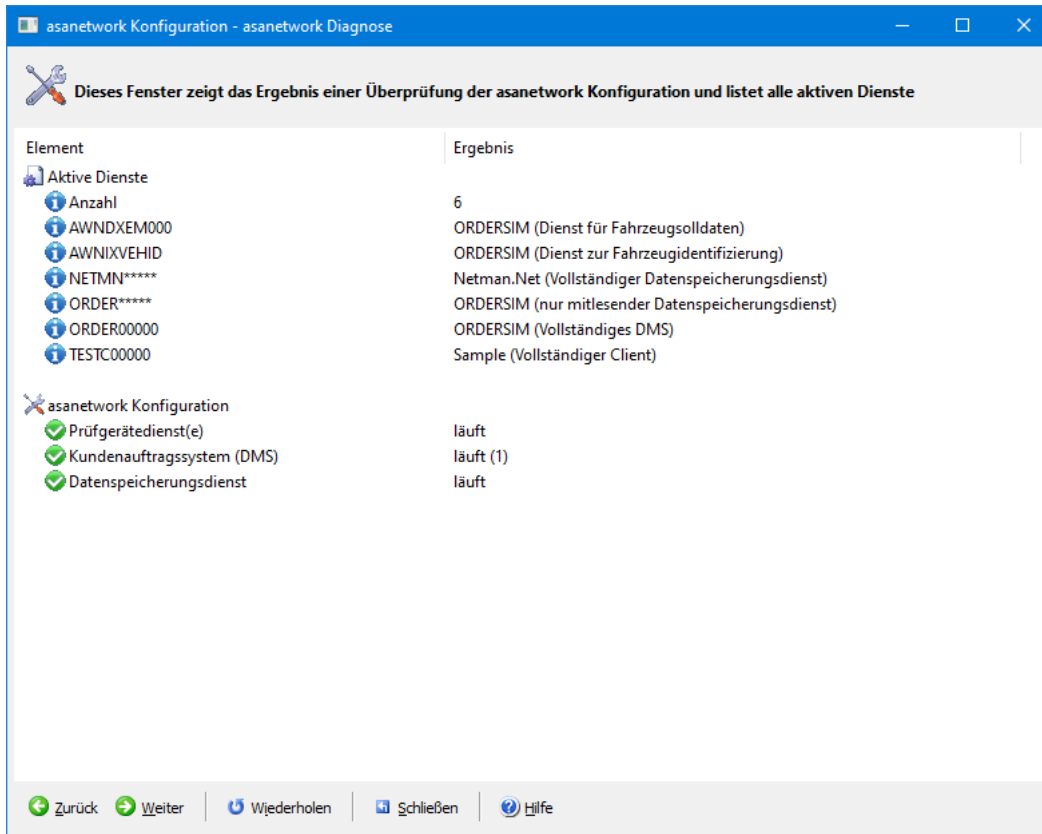 asanetwork Konfiguration - asanetwork Diagnose
Dieses Fenster zeigt das Ergebnis einer Überprüfung der asanetwork Konfiguration und listet alle aktiven Dienste
Element Ergebnis
Aktive Dienste
Anzahl 6
AWNDXEM000 ORDERSIM (Dienst für Fahrzeugsolldaten)
AWNIXVEHID ORDERSIM (Dienst zur Fahrzeugidentifizierung)
NETMN***** Netman.Net (Vollständiger Datenspeicherungsdienst)
ORDER***** ORDERSIM (nur mitlesender Datenspeicherungsdienst)
ORDER00000 ORDERSIM (Vollständiges DMS)
TESTC00000 Sample (Vollständiger Client)
asanetwork Konfiguration
Prüfgerätedienst(e) läuft
Kundenauftragssystem (DMS) läuft (1)
Datenspeicherungsdienst läuft
Zurück Weiter Wiederholen Schließen Hilfe